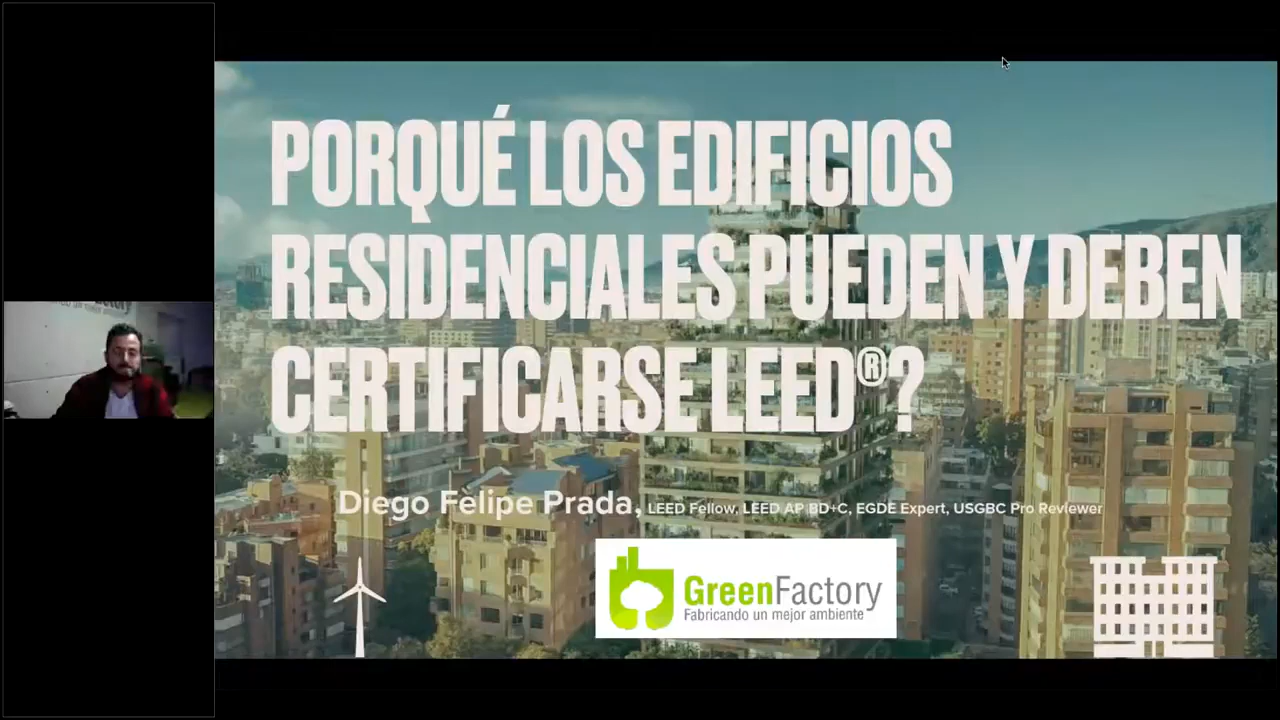 PORQUÉ LOS EDIFICIOS
RESIDENCIALES PUEDEN Y DEBEN
CERTIFICARSE LEED®?
Diego Felipe Prada, LEED Fellow, LEED AP BD+C, EGDE Expert, USGBC Pro Reviewer
GreenFactory
Fabricando un mejor ambiente